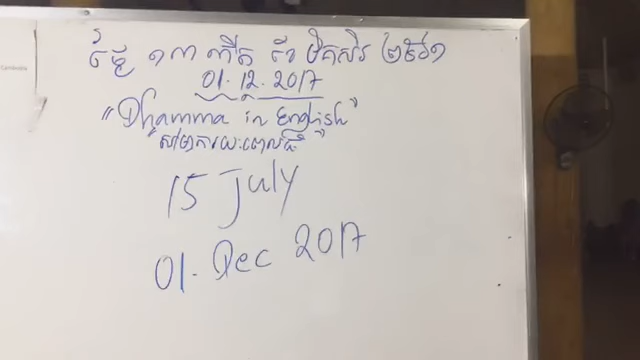 ថ្ងៃ ១៣ កើត ខែ មិគសិរ ២៥៦១
01. 12. 2017
"Dhamma in English"
15 July
01. Dec 2017